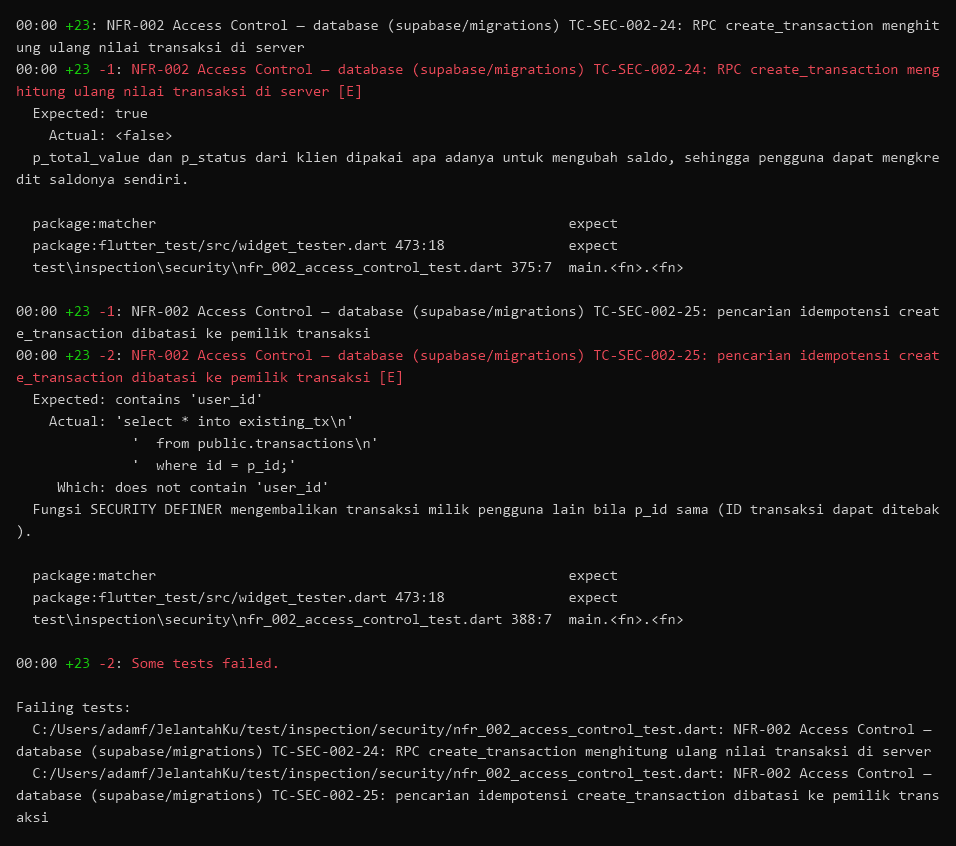 00:00 +23: NFR-002 Access Control — database (supabase/migrations) TC-SEC-002-24: RPC create_transaction menghit
ung ulang nilai transaksi di server
00:00 +23 -1: NFR-002 Access Control — database (supabase/migrations) TC-SEC-002-24: RPC create_transaction meng
hitung ulang nilai transaksi di server [E]
  Expected: true
    Actual: <false>
  p_total_value dan p_status dari klien dipakai apa adanya untuk mengubah saldo, sehingga pengguna dapat mengkre
dit saldonya sendiri.

  package:matcher                                                  expect
  package:flutter_test/src/widget_tester.dart 473:18               expect
  test\inspection\security\nfr_002_access_control_test.dart 375:7  main.<fn>.<fn>

00:00 +23 -1: NFR-002 Access Control — database (supabase/migrations) TC-SEC-002-25: pencarian idempotensi creat
e_transaction dibatasi ke pemilik transaksi
00:00 +23 -2: NFR-002 Access Control — database (supabase/migrations) TC-SEC-002-25: pencarian idempotensi creat
e_transaction dibatasi ke pemilik transaksi [E]
  Expected: contains 'user_id'
    Actual: 'select * into existing_tx\n'
              '  from public.transactions\n'
              '  where id = p_id;'
     Which: does not contain 'user_id'
  Fungsi SECURITY DEFINER mengembalikan transaksi milik pengguna lain bila p_id sama (ID transaksi dapat ditebak
).

  package:matcher                                                  expect
  package:flutter_test/src/widget_tester.dart 473:18               expect
  test\inspection\security\nfr_002_access_control_test.dart 388:7  main.<fn>.<fn>

00:00 +23 -2: Some tests failed.

Failing tests:
  C:/Users/adamf/JelantahKu/test/inspection/security/nfr_002_access_control_test.dart: NFR-002 Access Control —
database (supabase/migrations) TC-SEC-002-24: RPC create_transaction menghitung ulang nilai transaksi di server
  C:/Users/adamf/JelantahKu/test/inspection/security/nfr_002_access_control_test.dart: NFR-002 Access Control —
database (supabase/migrations) TC-SEC-002-25: pencarian idempotensi create_transaction dibatasi ke pemilik trans
aksi